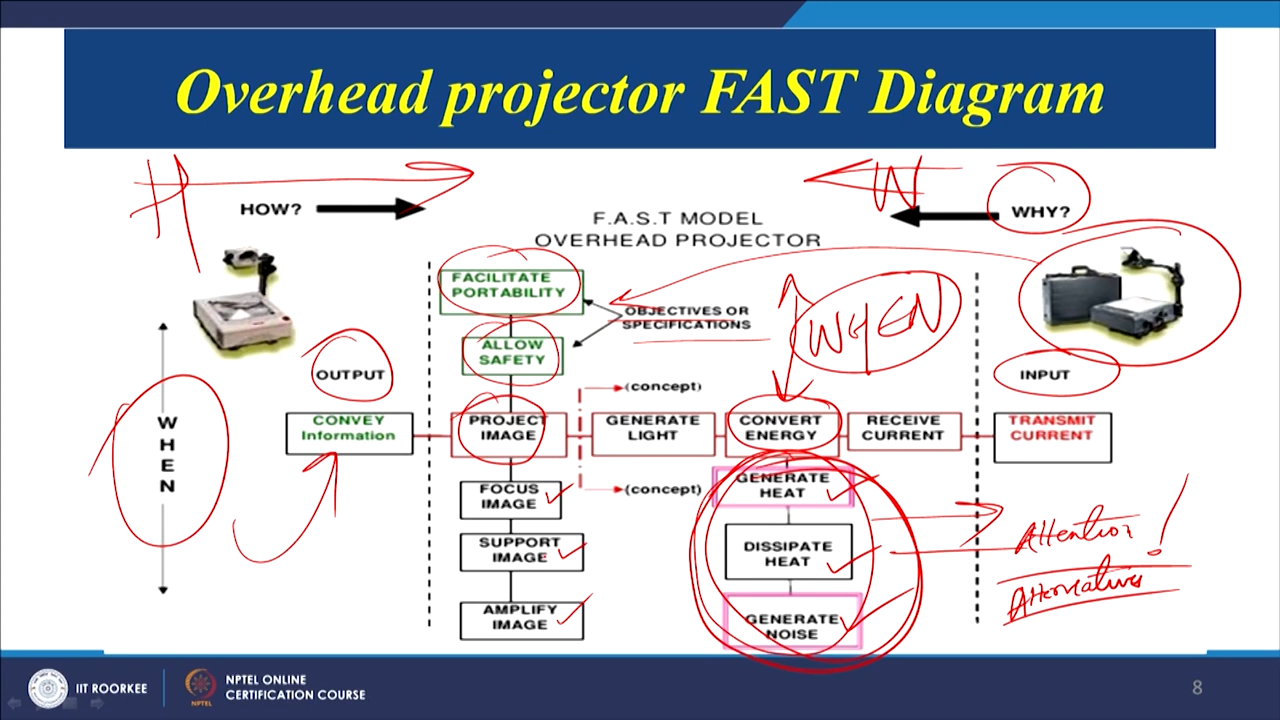 Overhead projector FAST Diagram
H
W
HOW?
WHY?
F.A.S.T MODEL
OVERHEAD PROJECTOR
FACILITATE
PORTABILITY
OBJECTIVES OR
SPECIFICATIONS
WHEN
ALLOW
SAFETY
OUTPUT
INPUT
(concept)
WHEN
CONVEY
Information
PROJECT
IMAGE
GENERATE
LIGHT
CONVERT
ENERGY
RECEIVE
CURRENT
TRANSMIT
CURRENT
(concept)
FOCUS
IMAGE
GENERATE
HEAT
SUPPORT
IMAGE
DISSIPATE
HEAT
Attention!
Alternatives
AMPLIFY
IMAGE
GENERATE
NOISE
IIT ROORKEE
NPTEL
NPTEL ONLINE
CERTIFICATION COURSE
8